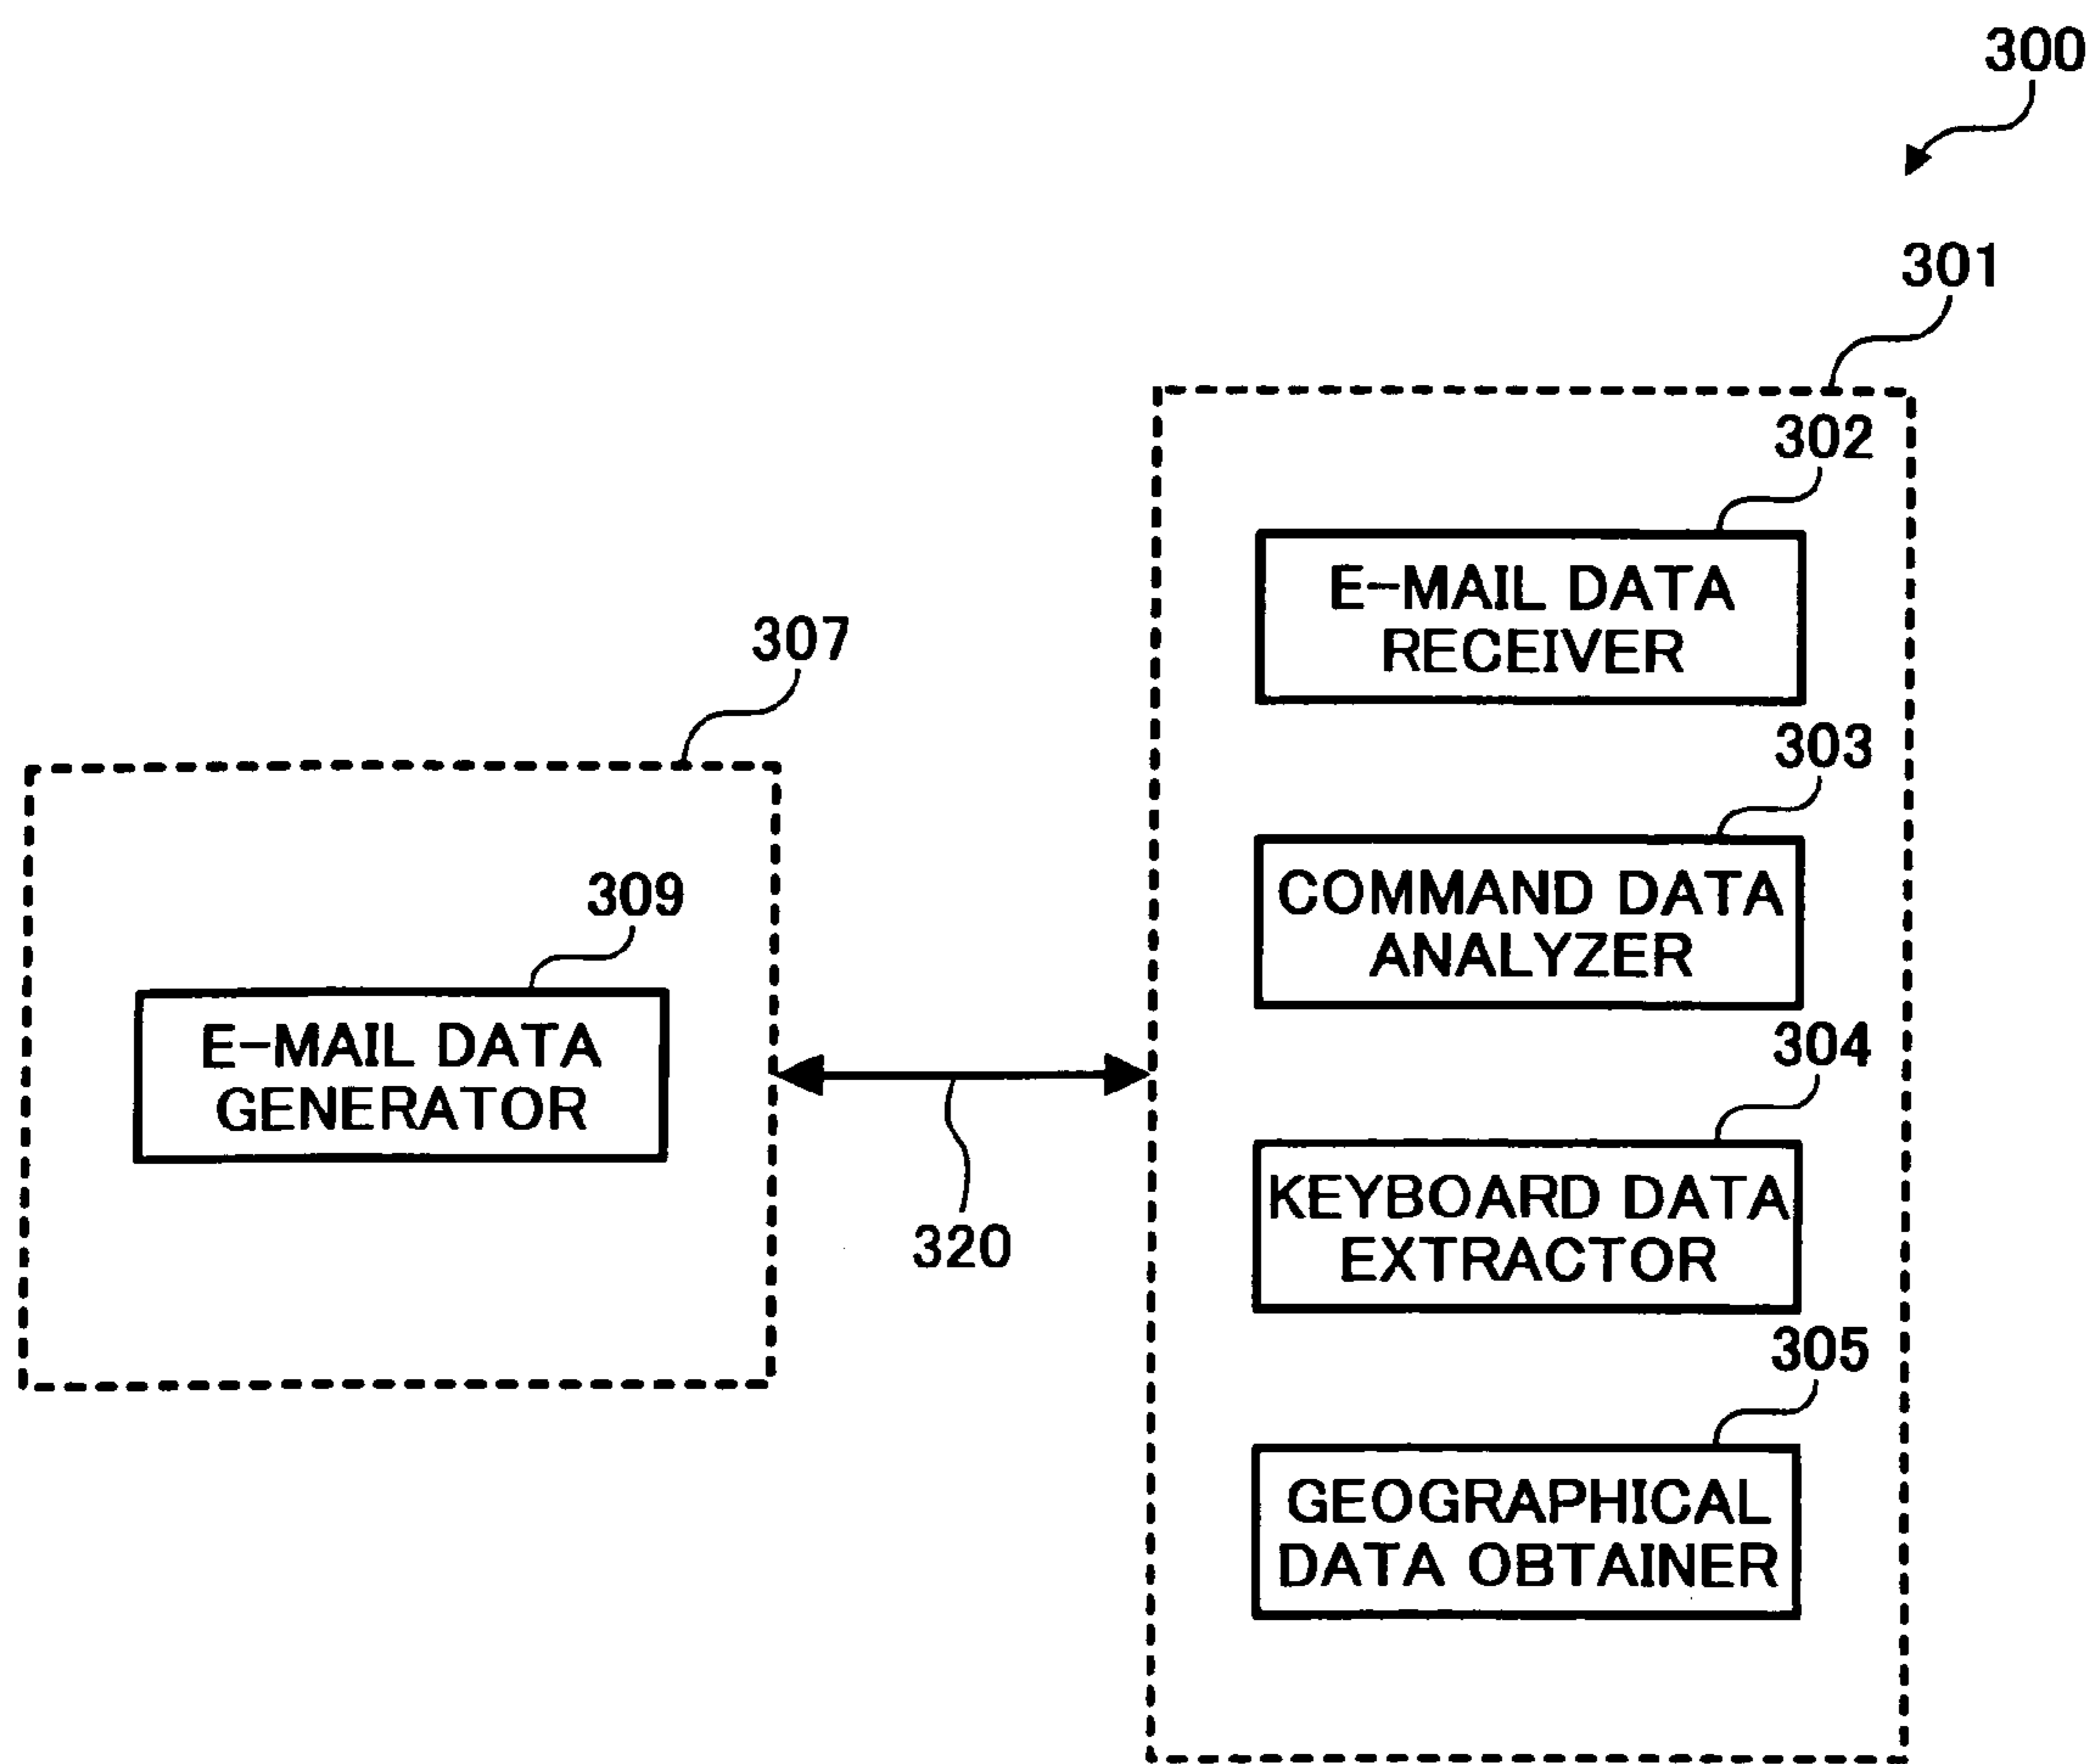 300
301
302
E-MAIL DATA
RECEIVER
303
COMMAND DATA
ANALYZER
304
KEYBOARD DATA
EXTRACTOR
305
GEOGRAPHICAL
DATA OBTAINER
307
309
E-MAIL DATA
GENERATOR
320